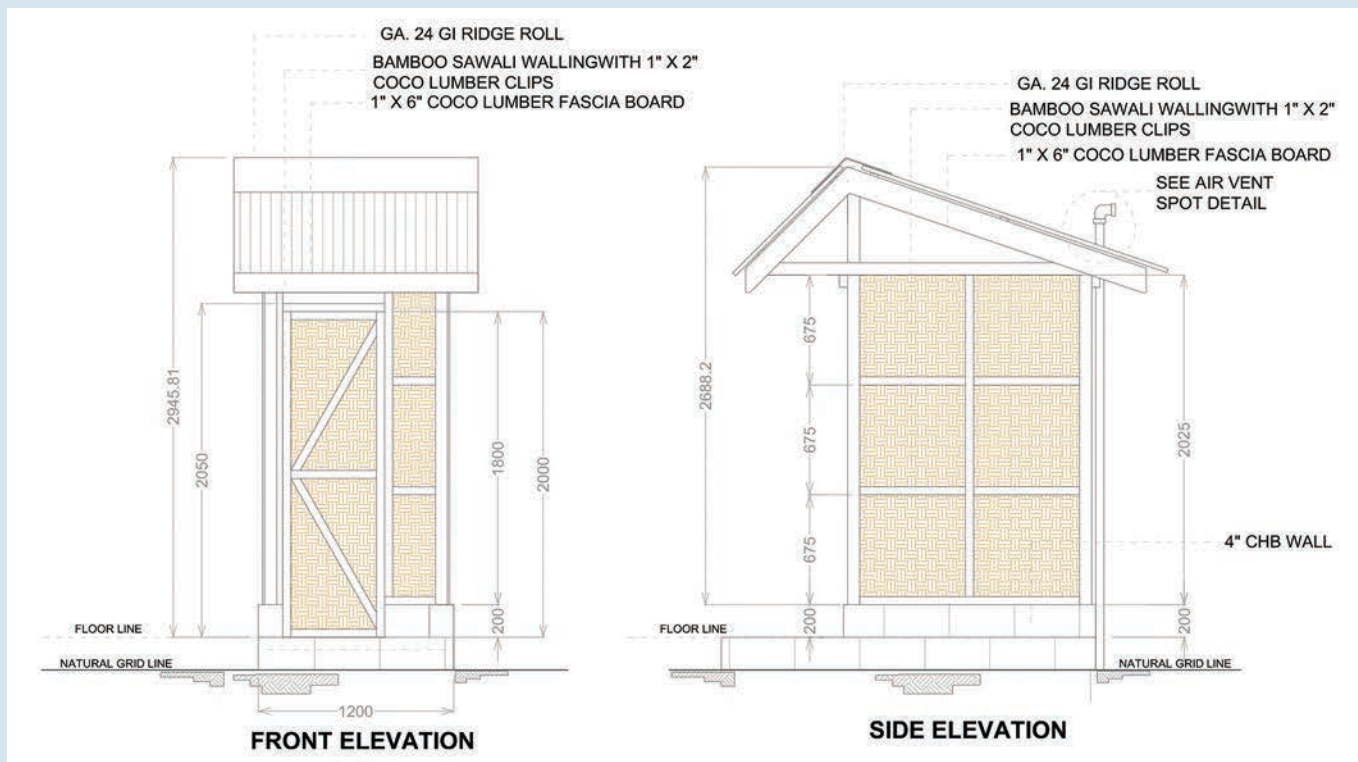 GA. 24 GI RIDGE ROLL
BAMBOO SAWALI WALLINGWITH 1" X 2"
COCO LUMBER CLIPS
1" X 6" COCO LUMBER FASCIA BOARD
2945.81
2050
1800
2000
200
FLOOR LINE
NATURAL GRID LINE
1200
FRONT ELEVATION
GA. 24 GI RIDGE ROLL
BAMBOO SAWALI WALLINGWITH 1" X 2"
COCO LUMBER CLIPS
1" X 6" COCO LUMBER FASCIA BOARD
SEE AIR VENT
SPOT DETAIL
2688.2
675
675
675
2025
4" CHB WALL
200
200
FLOOR LINE
NATURAL GRID LINE
SIDE ELEVATION